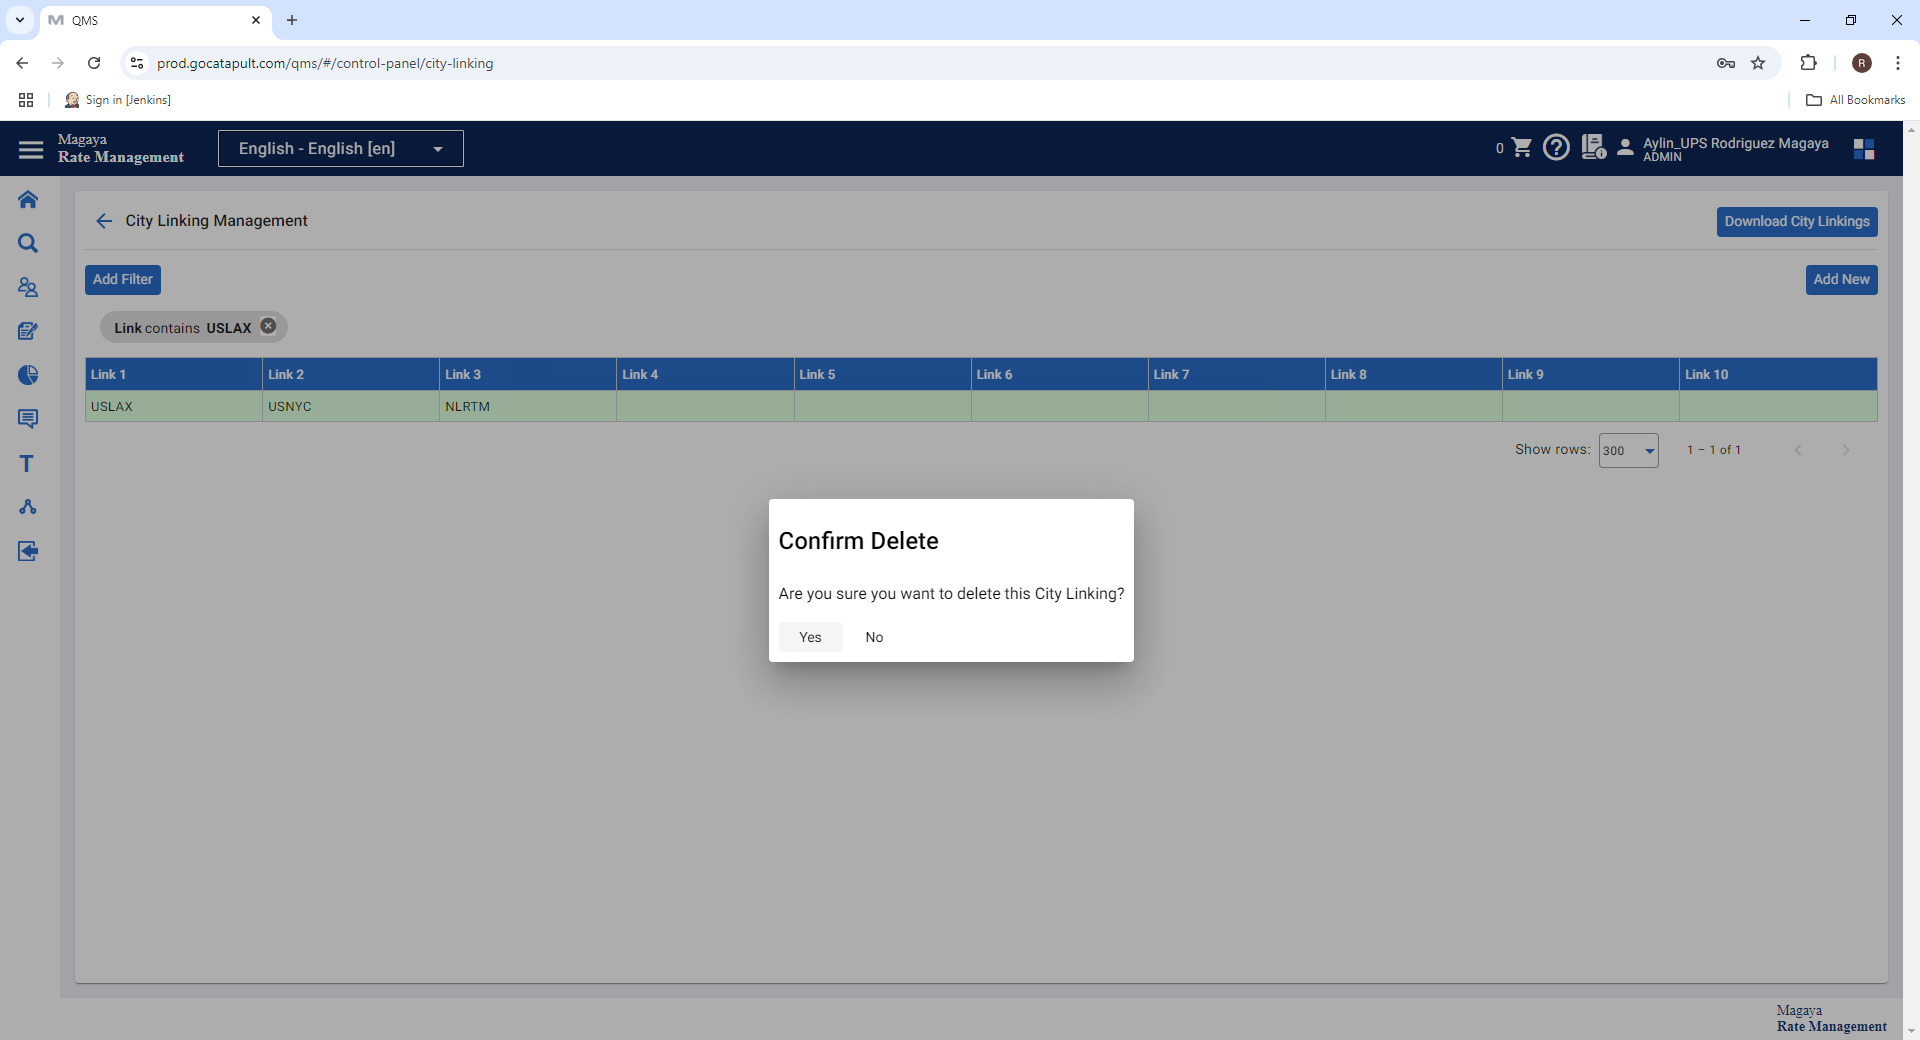 QMS
prod.gocatapult.com/qms/#/control-panel/city-linking
R
Sign in [Jenkins]
All Bookmarks
Magaya
Rate Management
English - English [en]
0
Aylin_UPS Rodriguez Magaya
ADMIN
City Linking Management
Download City Linkings
Add Filter
Add New
Link contains USLAX
Link 1 Link 2 Link 3 Link 4 Link 5 Link 6 Link 7 Link 8 Link 9 Link 10
USLAX USNYC NLRTM
Show rows: 300 1 – 1 of 1
Confirm Delete
Are you sure you want to delete this City Linking?
Yes No
Magaya
Rate Management